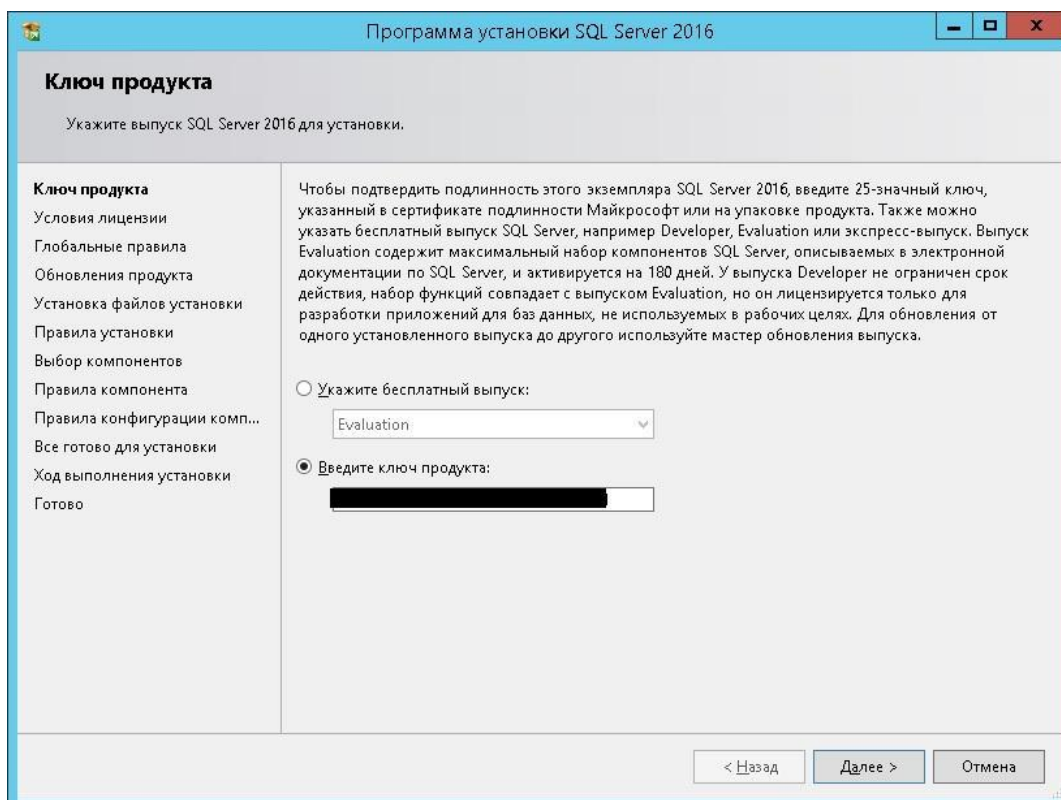 Программа установки SQL Server 2016
Ключ продукта
Укажите выпуск SQL Server 2016 для установки.
Ключ продукта
Условия лицензии
Глобальные правила
Обновления продукта
Установка файлов установки
Правила установки
Выбор компонентов
Правила компонента
Правила конфигурации комп...
Все готово для установки
Ход выполнения установки
Готово
Чтобы подтвердить подлинность этого экземпляра SQL Server 2016, введите 25-значный ключ,
указанный в сертификате подлинности Майкрософт или на упаковке продукта. Также можно
указать бесплатный выпуск SQL Server, например Developer, Evaluation или экспресс-выпуск. Выпуск
Evaluation содержит максимальный набор компонентов SQL Server, описываемых в электронной
документации по SQL Server, и активируется на 180 дней. У выпуска Developer не ограничен срок
действия, набор функций совпадает с выпуском Evaluation, но он лицензируется только для
разработки приложений для баз данных, не используемых в рабочих целях. Для обновления от
одного установленного выпуска до другого используйте мастер обновления выпуска.
Укажите бесплатный выпуск:
Evaluation
Введите ключ продукта:
< Назад
Далее >
Отмена